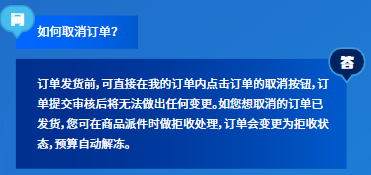 问
如何取消订单？
答
订单发货前，可直接在我的订单内点击订单的取消按钮，订
单提交审核后将无法做出任何变更。如您想取消的订单已
发货，您可在商品派件时做拒收处理，订单会变更为拒收状
态，预算自动解冻。